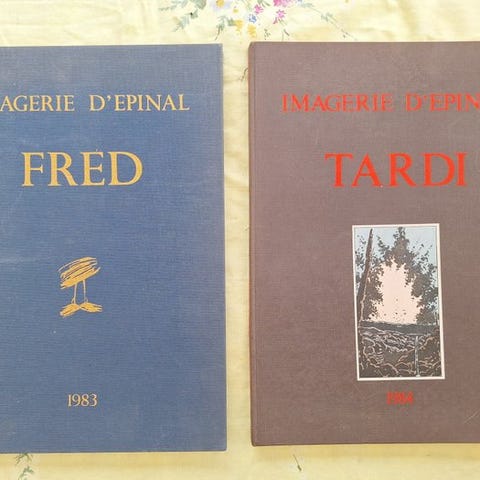 AGERIE D'EPINAL
FRED
1983
IMAGERIE D'EPIN
TARDI